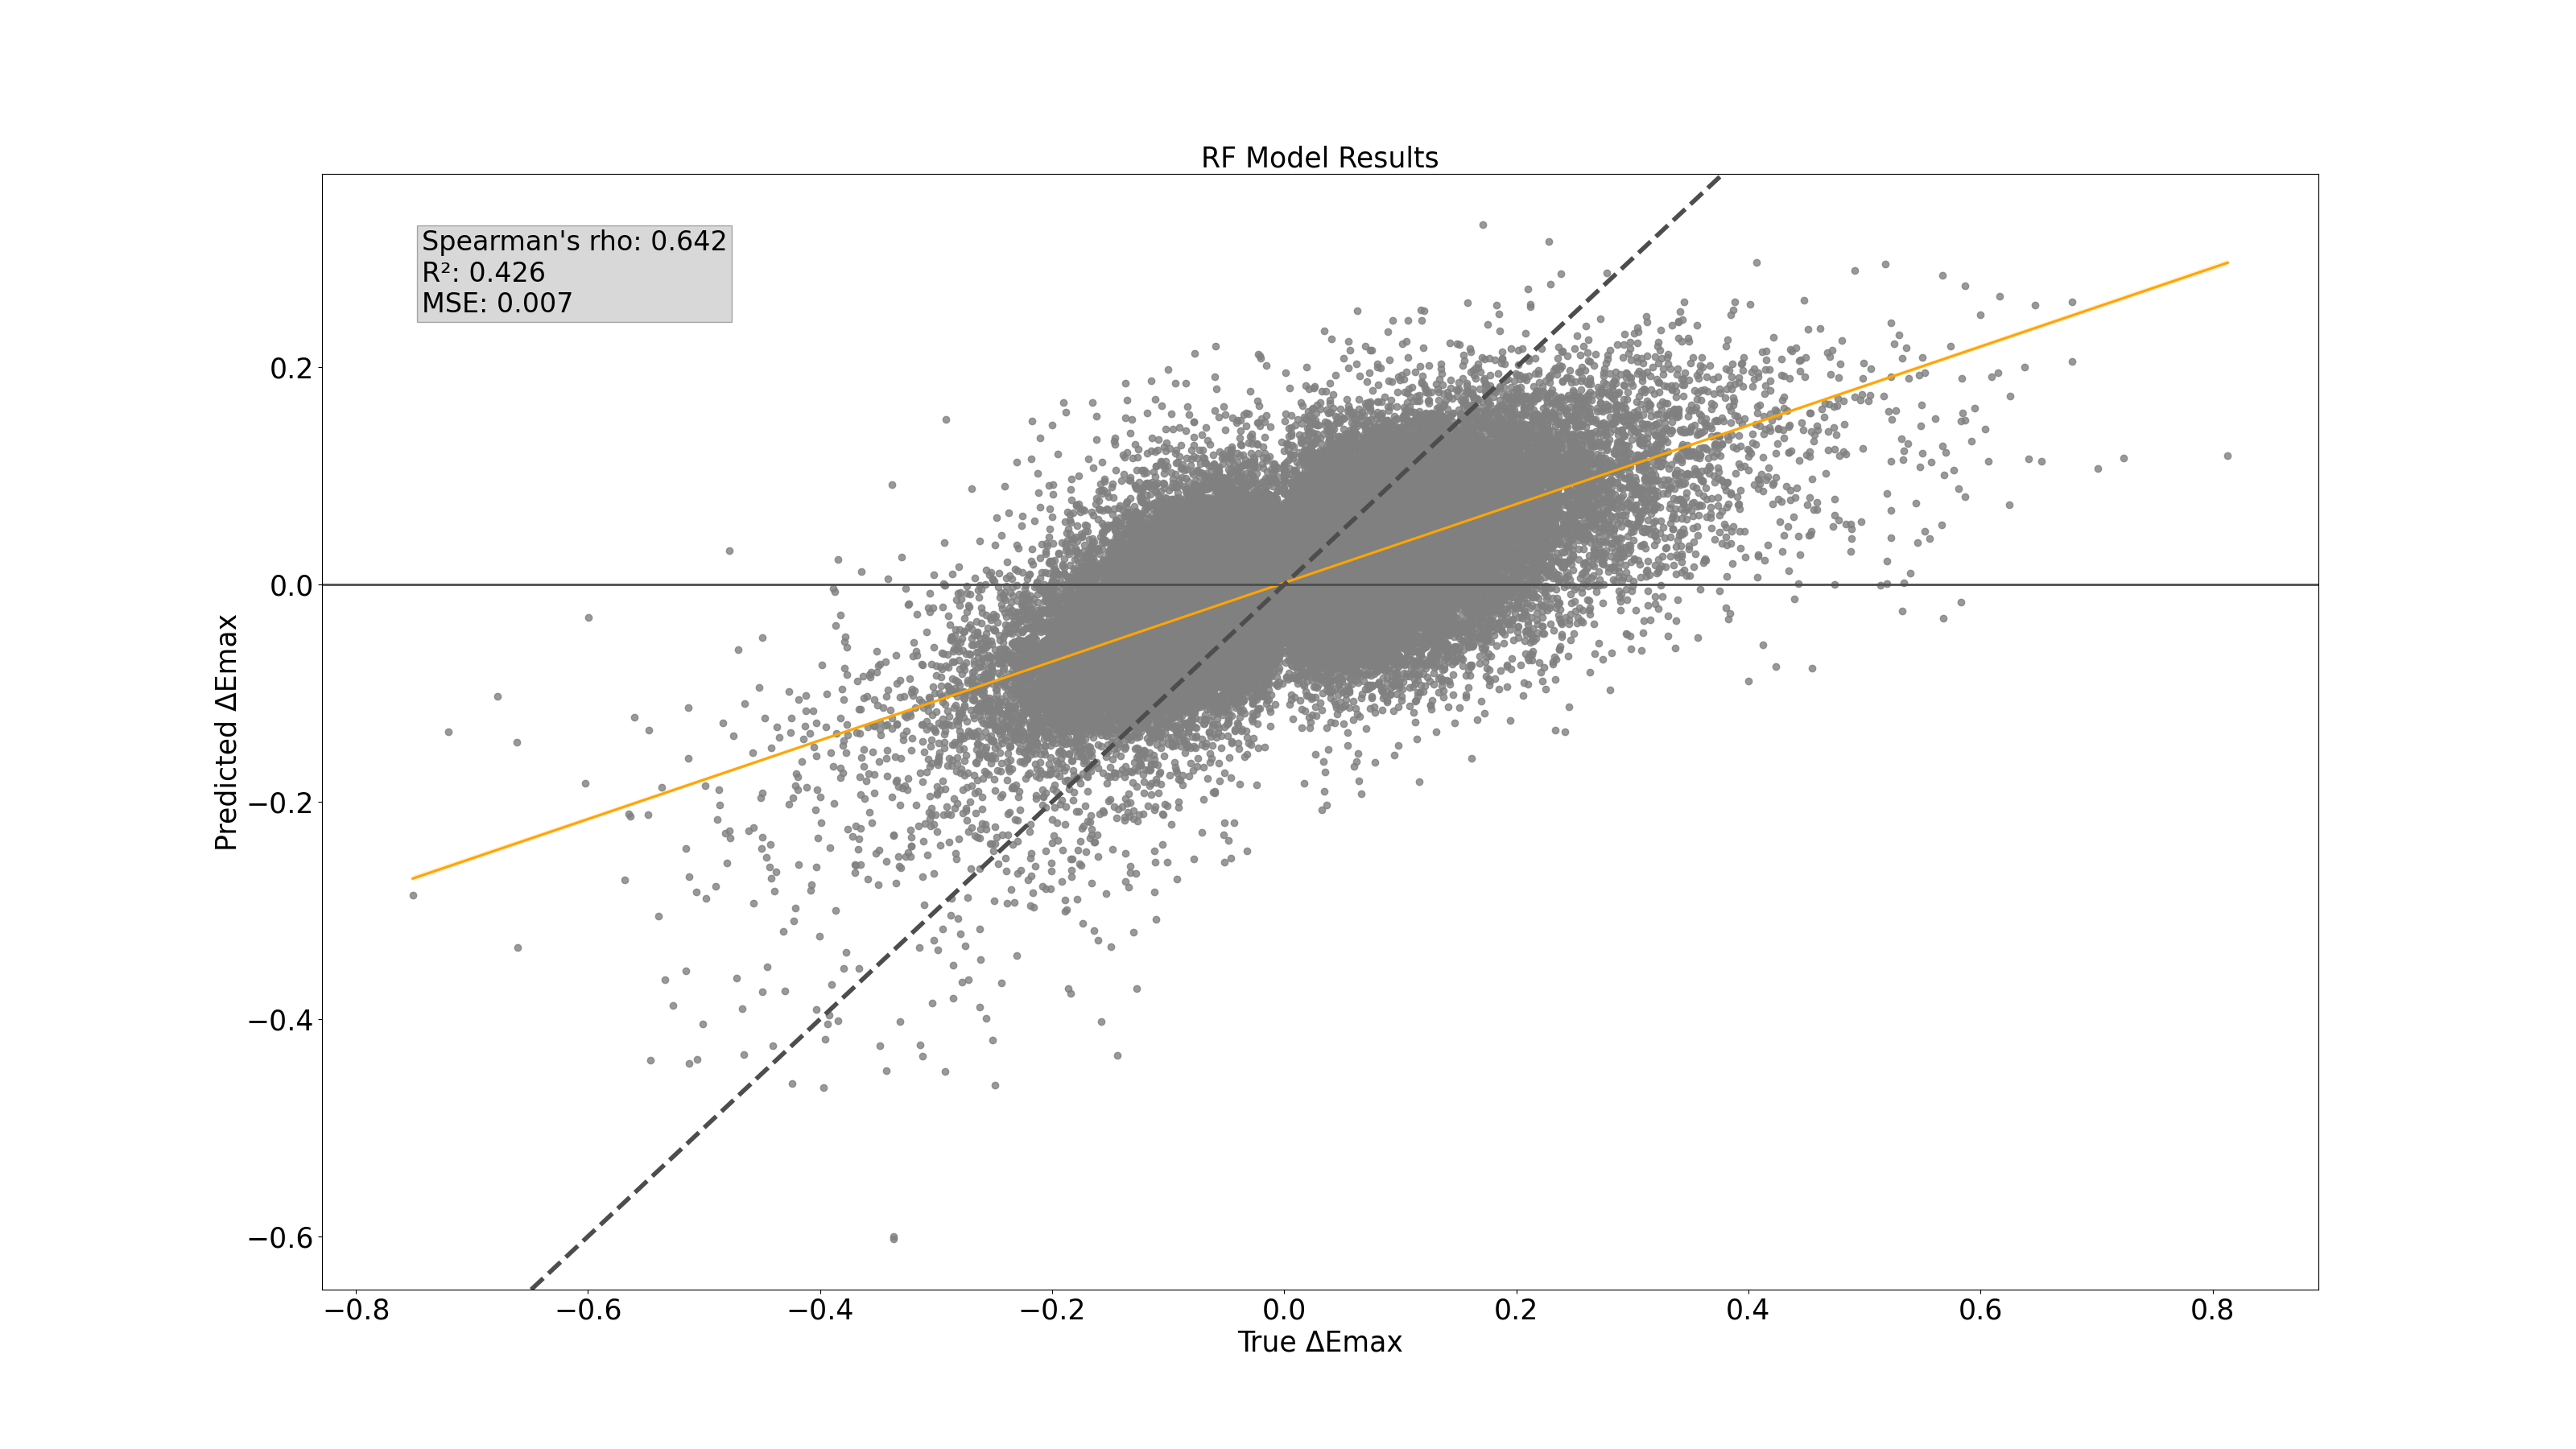 RF Model Results
Spearman's rho: 0.642
R²: 0.426
MSE: 0.007
0.2
0.0
−0.2
−0.4
−0.6
Predicted ΔEmax
−0.8 −0.6 −0.4 −0.2 0.0 0.2 0.4 0.6 0.8
True ΔEmax